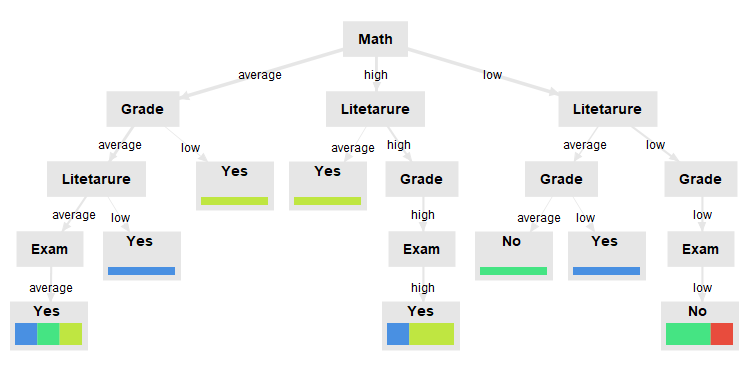 Math
average
high
low
Grade
Litetarure
Litetarure
average
low
average
high
average
low
Litetarure
Yes
Yes
Grade
Grade
Grade
average
low
high
average
low
low
Exam
Yes
Exam
No
Yes
Exam
average
high
low
Yes
Yes
No